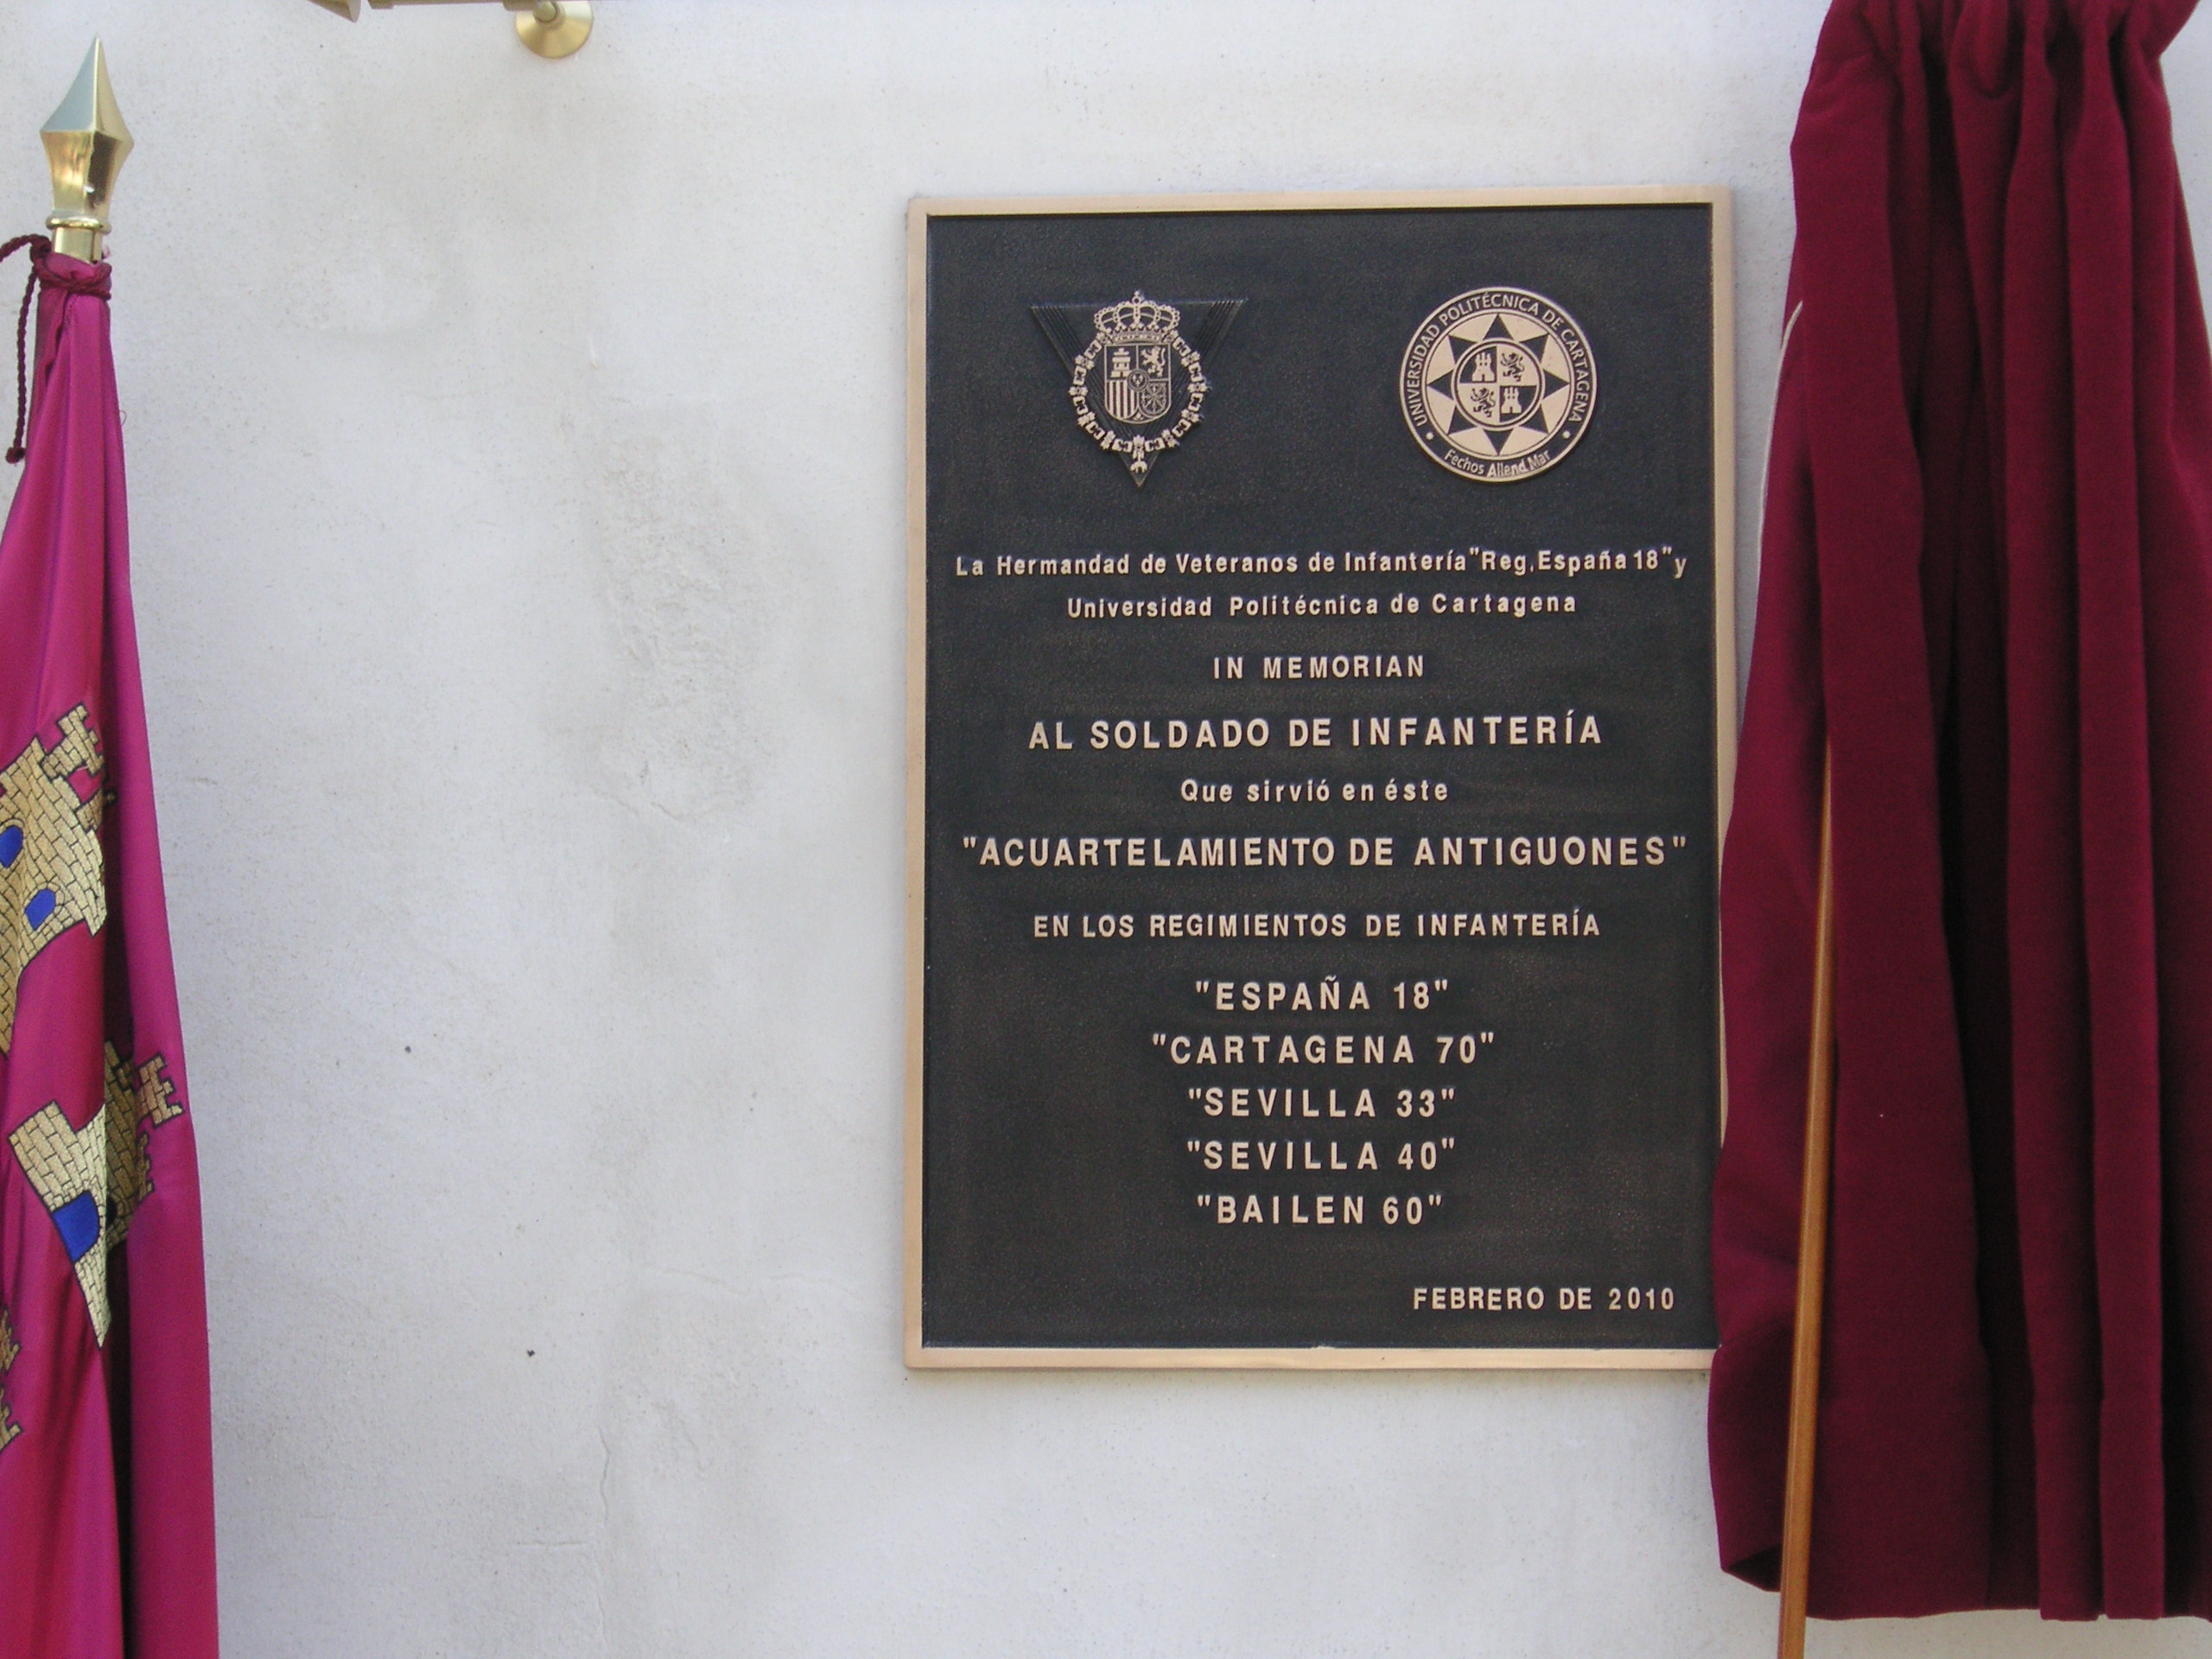 UNIVERSIDAD POLITÉCNICA DE CARTAGENA
Fechos Allend Mar
La Hermandad de Veteranos de Infantería "Reg.España 18" y
Universidad Politécnica de Cartagena
IN MEMORIAN
AL SOLDADO DE INFANTERÍA
Que sirvió en éste
"ACUARTELAMIENTO DE ANTIGUONES"
EN LOS REGIMIENTOS DE INFANTERÍA
"ESPAÑA 18"
"CARTAGENA 70"
"SEVILLA 33"
"SEVILLA 40"
"BAILEN 60"
FEBRERO DE 2010